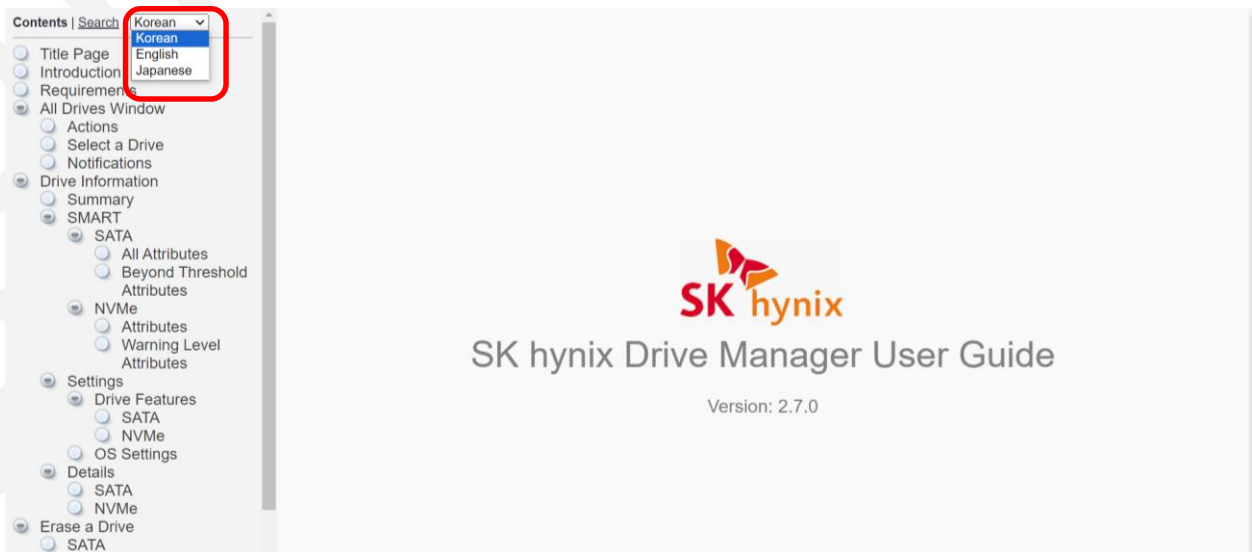 Contents | Search | Korean
Korean
English
Japanese
Title Page
Introduction
Requirements
All Drives Window
Actions
Select a Drive
Notifications
Drive Information
Summary
SMART
SATA
All Attributes
Beyond Threshold
Attributes
NVMe
Attributes
Warning Level
Attributes
Settings
Drive Features
SATA
NVMe
OS Settings
Details
SATA
NVMe
Erase a Drive
SATA
SK hynix
SK hynix Drive Manager User Guide
Version: 2.7.0